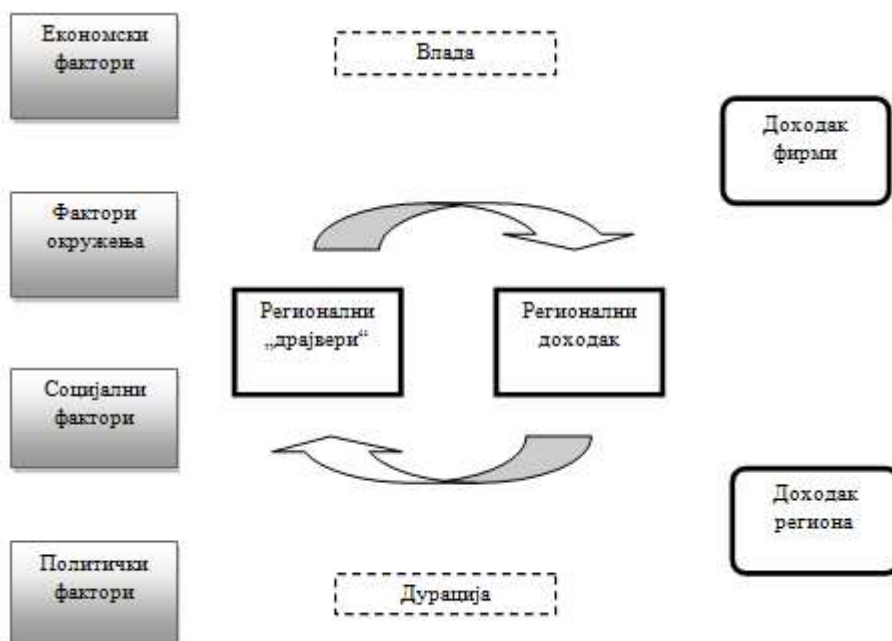 Економски
фактори
Влада
Доходак
фирми
Фактори
окружења
Регионални
„драјвери“
Регионални
доходак
Социјални
фактори
Доходак
региона
Политички
фактори
Дурација